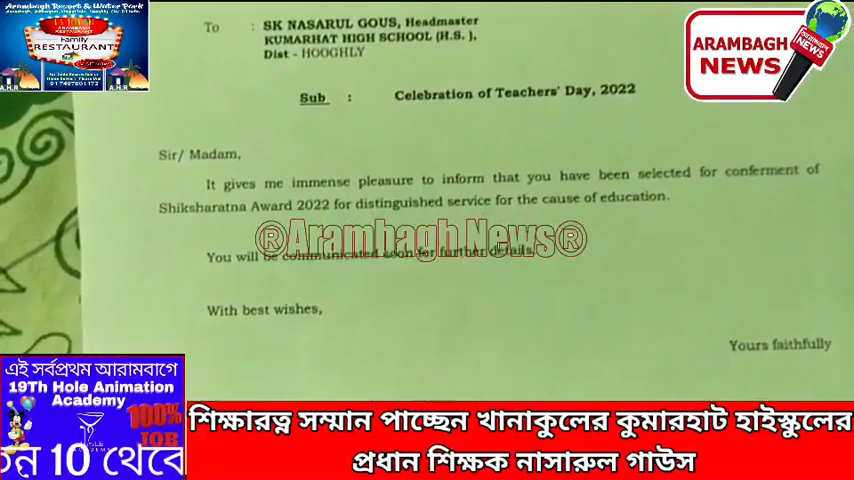 Arambagh Resort & Water Park
ARAMBAGH
RESTAURANT
Family
RESTAURANT
A.H.R
A.H.R
To : SK NASARUL GOUS, Headmaster
KUMARHAT HIGH SCHOOL (H.S. ),
Dist - HOOGHLY
Sub : Celebration of Teachers' Day, 2022
Sir/ Madam,
It gives me immense pleasure to inform that you have been selected for conferment of
Shiksharatna Award 2022 for distinguished service for the cause of education.
®Arambagh News®
You will be communicated soon for further details.
With best wishes,
Yours faithfully
ARAMBAGH
NEWS
NEWS
এই সর্বপ্রথম আরামবাগে
19Th Hole Animation
Academy
100%
JOB
10 থেবে
শিক্ষারত্ন সম্মান পাচ্ছেন খানাকুলের কুমারহাট হাইস্কুলের
প্রধান শিক্ষক নাসারুল গাউস